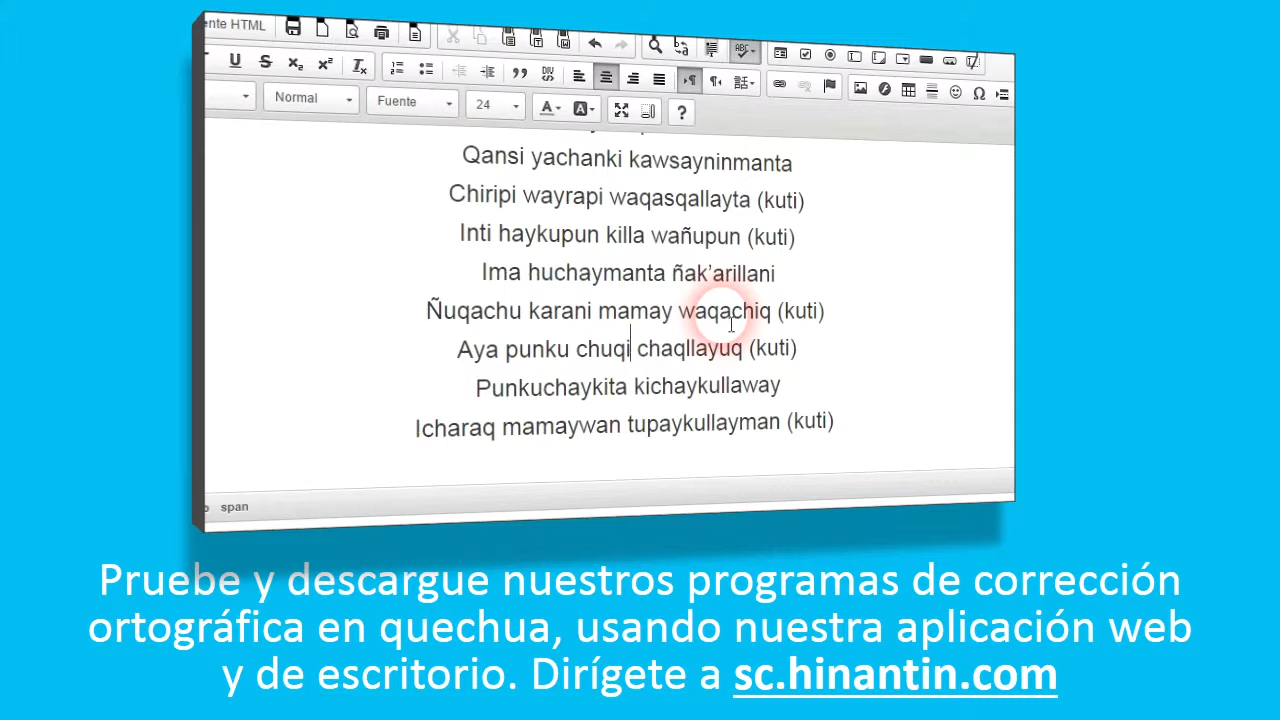 ente HTML
Normal
Fuente
24
Qansi yachanki kawsayninmanta
Chiripi wayrapi waqasqallayta (kuti)
Inti haykupun killa wañupun (kuti)
Ima huchaymanta ñak'arillani
Ñuqachu karani mamay waqachiq (kuti)
Aya punku chuqi chaqllayuq (kuti)
Punkuchaykita kichaykullaway
Icharaq mamaywan tupaykullayman (kuti)
span
Pruebe y descargue nuestros programas de corrección
ortográfica en quechua, usando nuestra aplicación web
y de escritorio. Dirígete a sc.hinantin.com